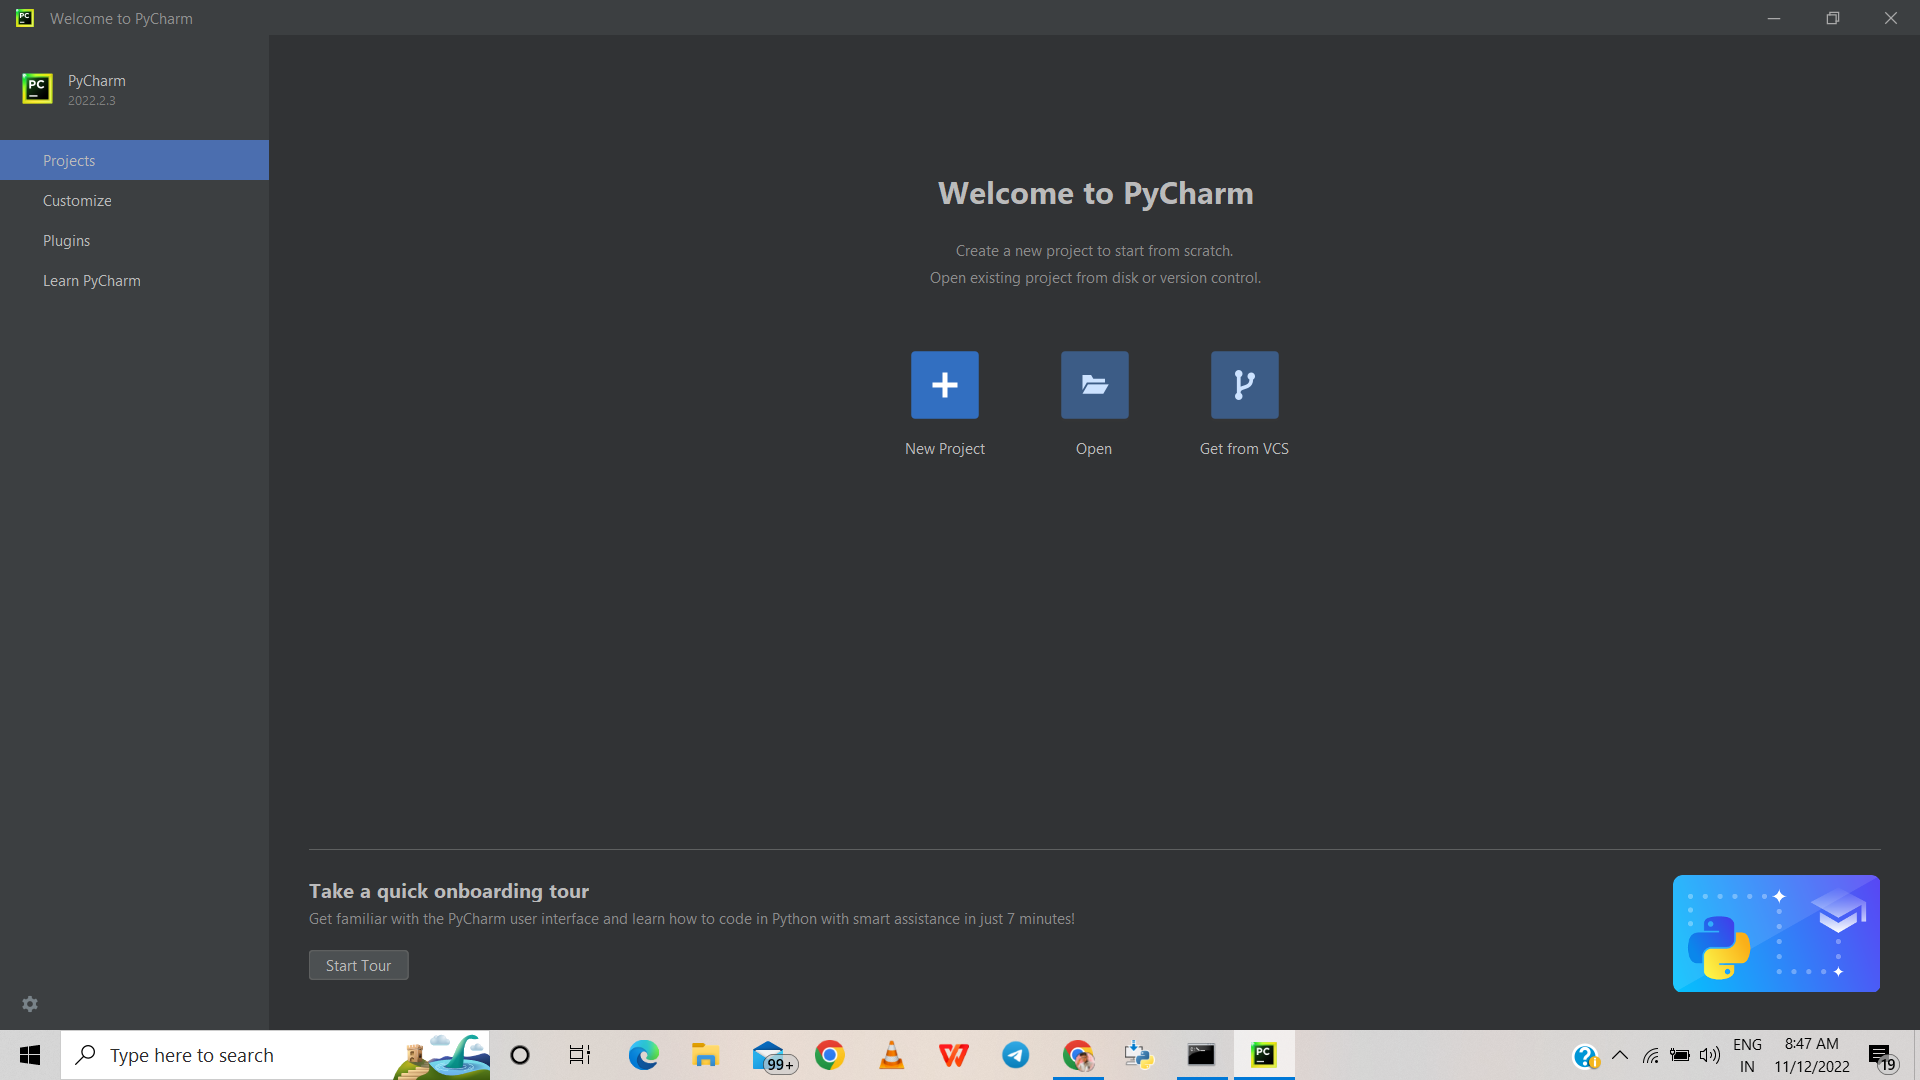 Welcome to PyCharm
PC
PyCharm
2022.2.3
Projects
Customize
Plugins
Learn PyCharm
Welcome to PyCharm
Create a new project to start from scratch.
Open existing project from disk or version control.
New Project
Open
Get from VCS
Take a quick onboarding tour
Get familiar with the PyCharm user interface and learn how to code in Python with smart assistance in just 7 minutes!
Start Tour
Type here to search
99+
PC
ENG
IN
8:47 AM
11/12/2022
19